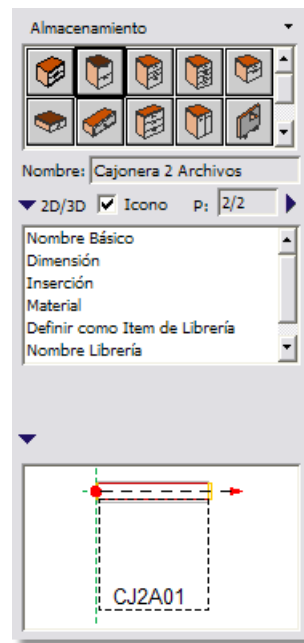 Almacenamiento
Nombre: Cajonera 2 Archivos
2D/3D Icono P: 2/2
Nombre Básico
Dimensión
Inserción
Material
Definir como Item de Librería
Nombre Librería
CJ2A01